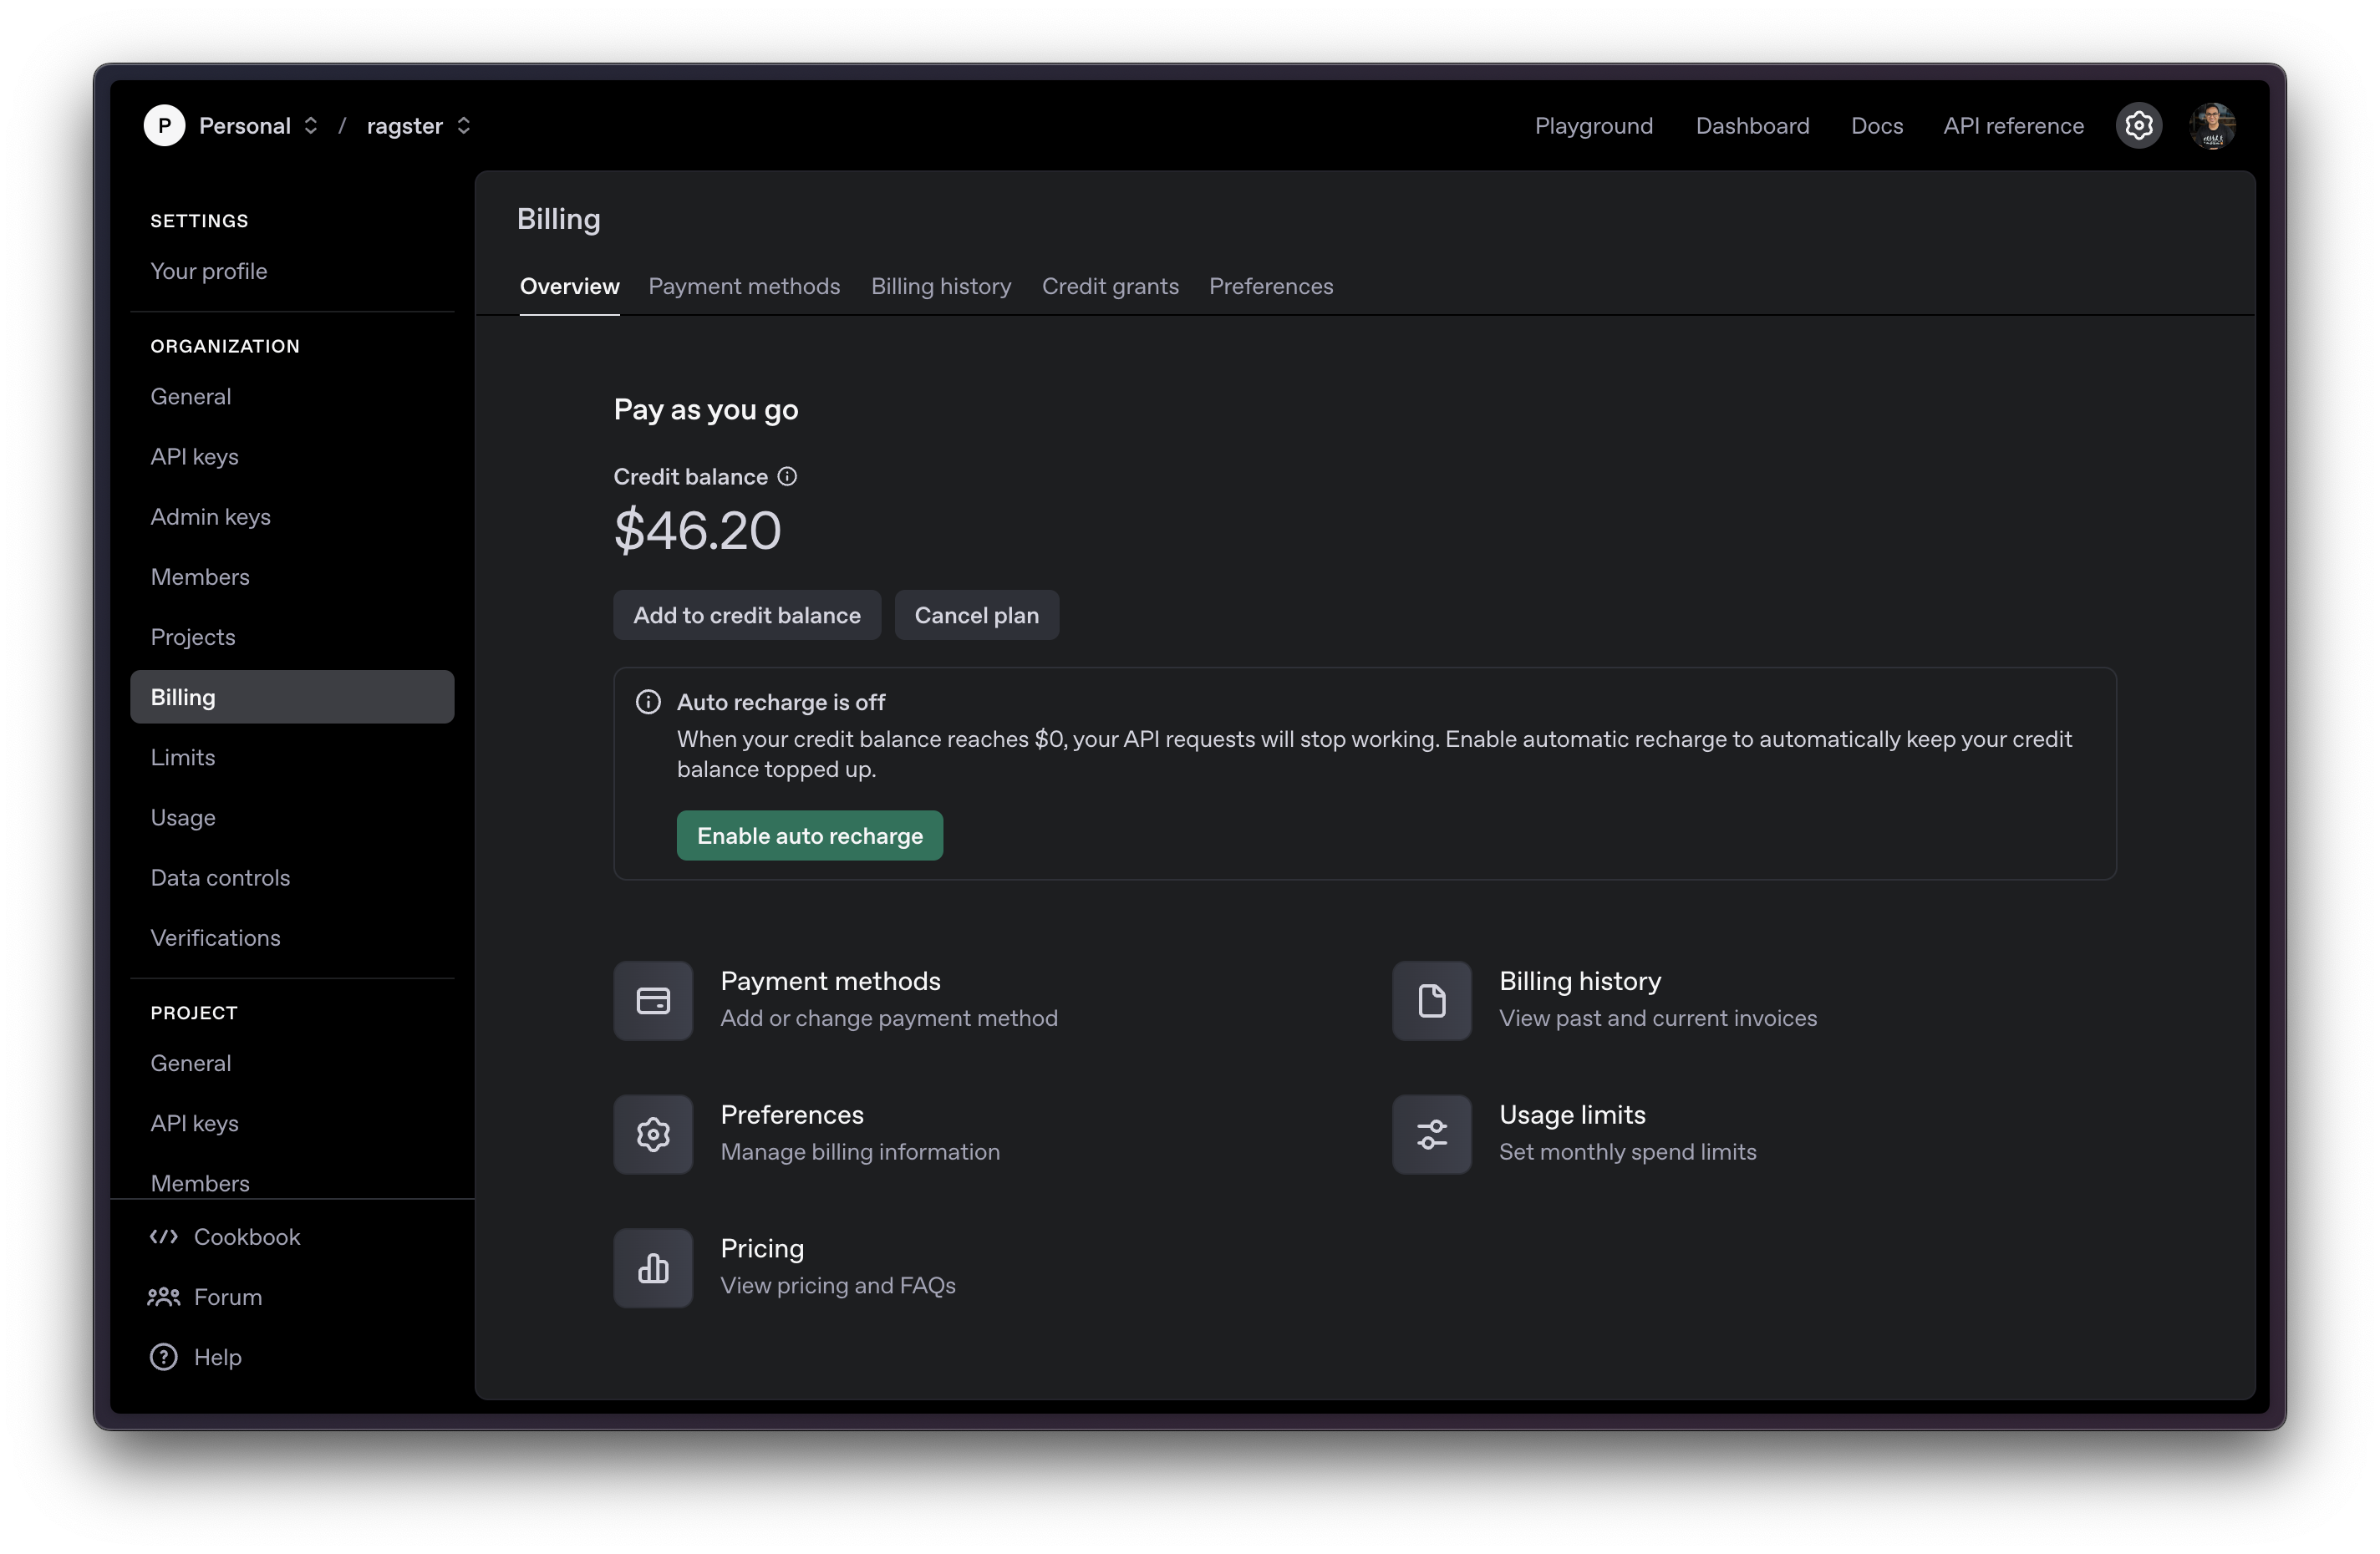 P Personal / ragster
Playground Dashboard Docs API reference
SETTINGS
Your profile
ORGANIZATION
General
API keys
Admin keys
Members
Projects
Billing
Limits
Usage
Data controls
Verifications
PROJECT
General
API keys
Members
Cookbook
Forum
Help
Billing
Overview Payment methods Billing history Credit grants Preferences
Pay as you go
Credit balance
$46.20
Add to credit balance Cancel plan
Auto recharge is off
When your credit balance reaches $0, your API requests will stop working. Enable automatic recharge to automatically keep your credit
balance topped up.
Enable auto recharge
Payment methods
Add or change payment method
Billing history
View past and current invoices
Preferences
Manage billing information
Usage limits
Set monthly spend limits
Pricing
View pricing and FAQs